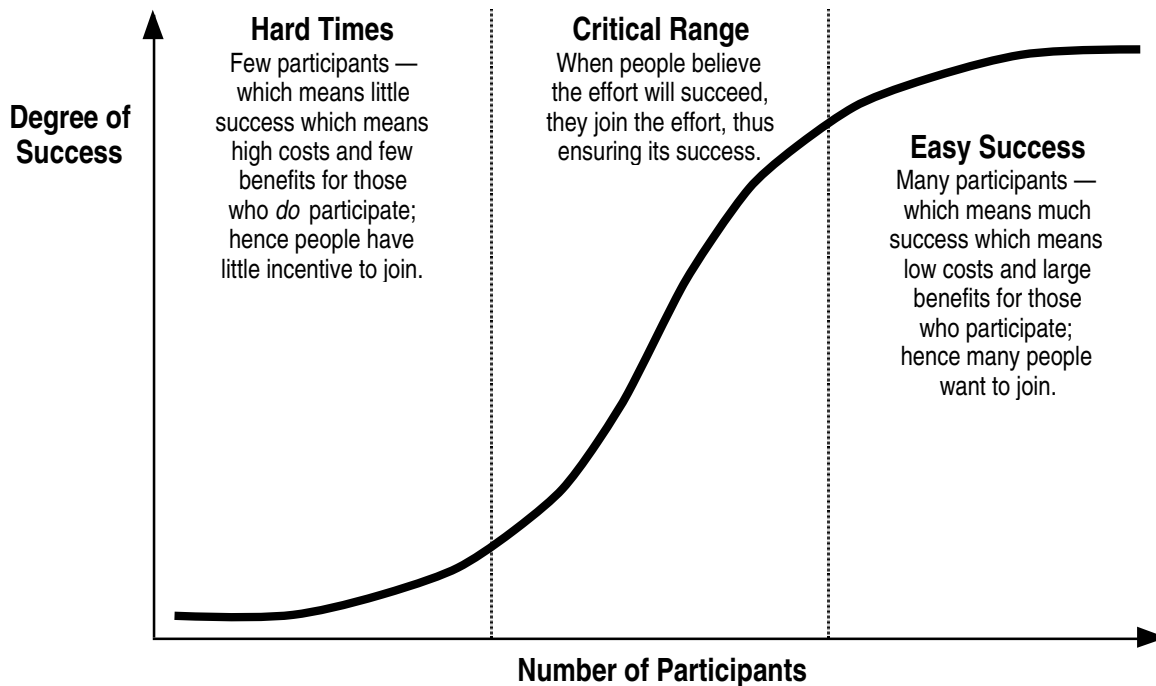 Degree of
Success
Hard Times
Few participants —
which means little
success which means
high costs and few
benefits for those
who do participate;
hence people have
little incentive to join.
Critical Range
When people believe
the effort will succeed,
they join the effort, thus
ensuring its success.
Easy Success
Many participants —
which means much
success which means
low costs and large
benefits for those
who participate;
hence many people
want to join.
Number of Participants